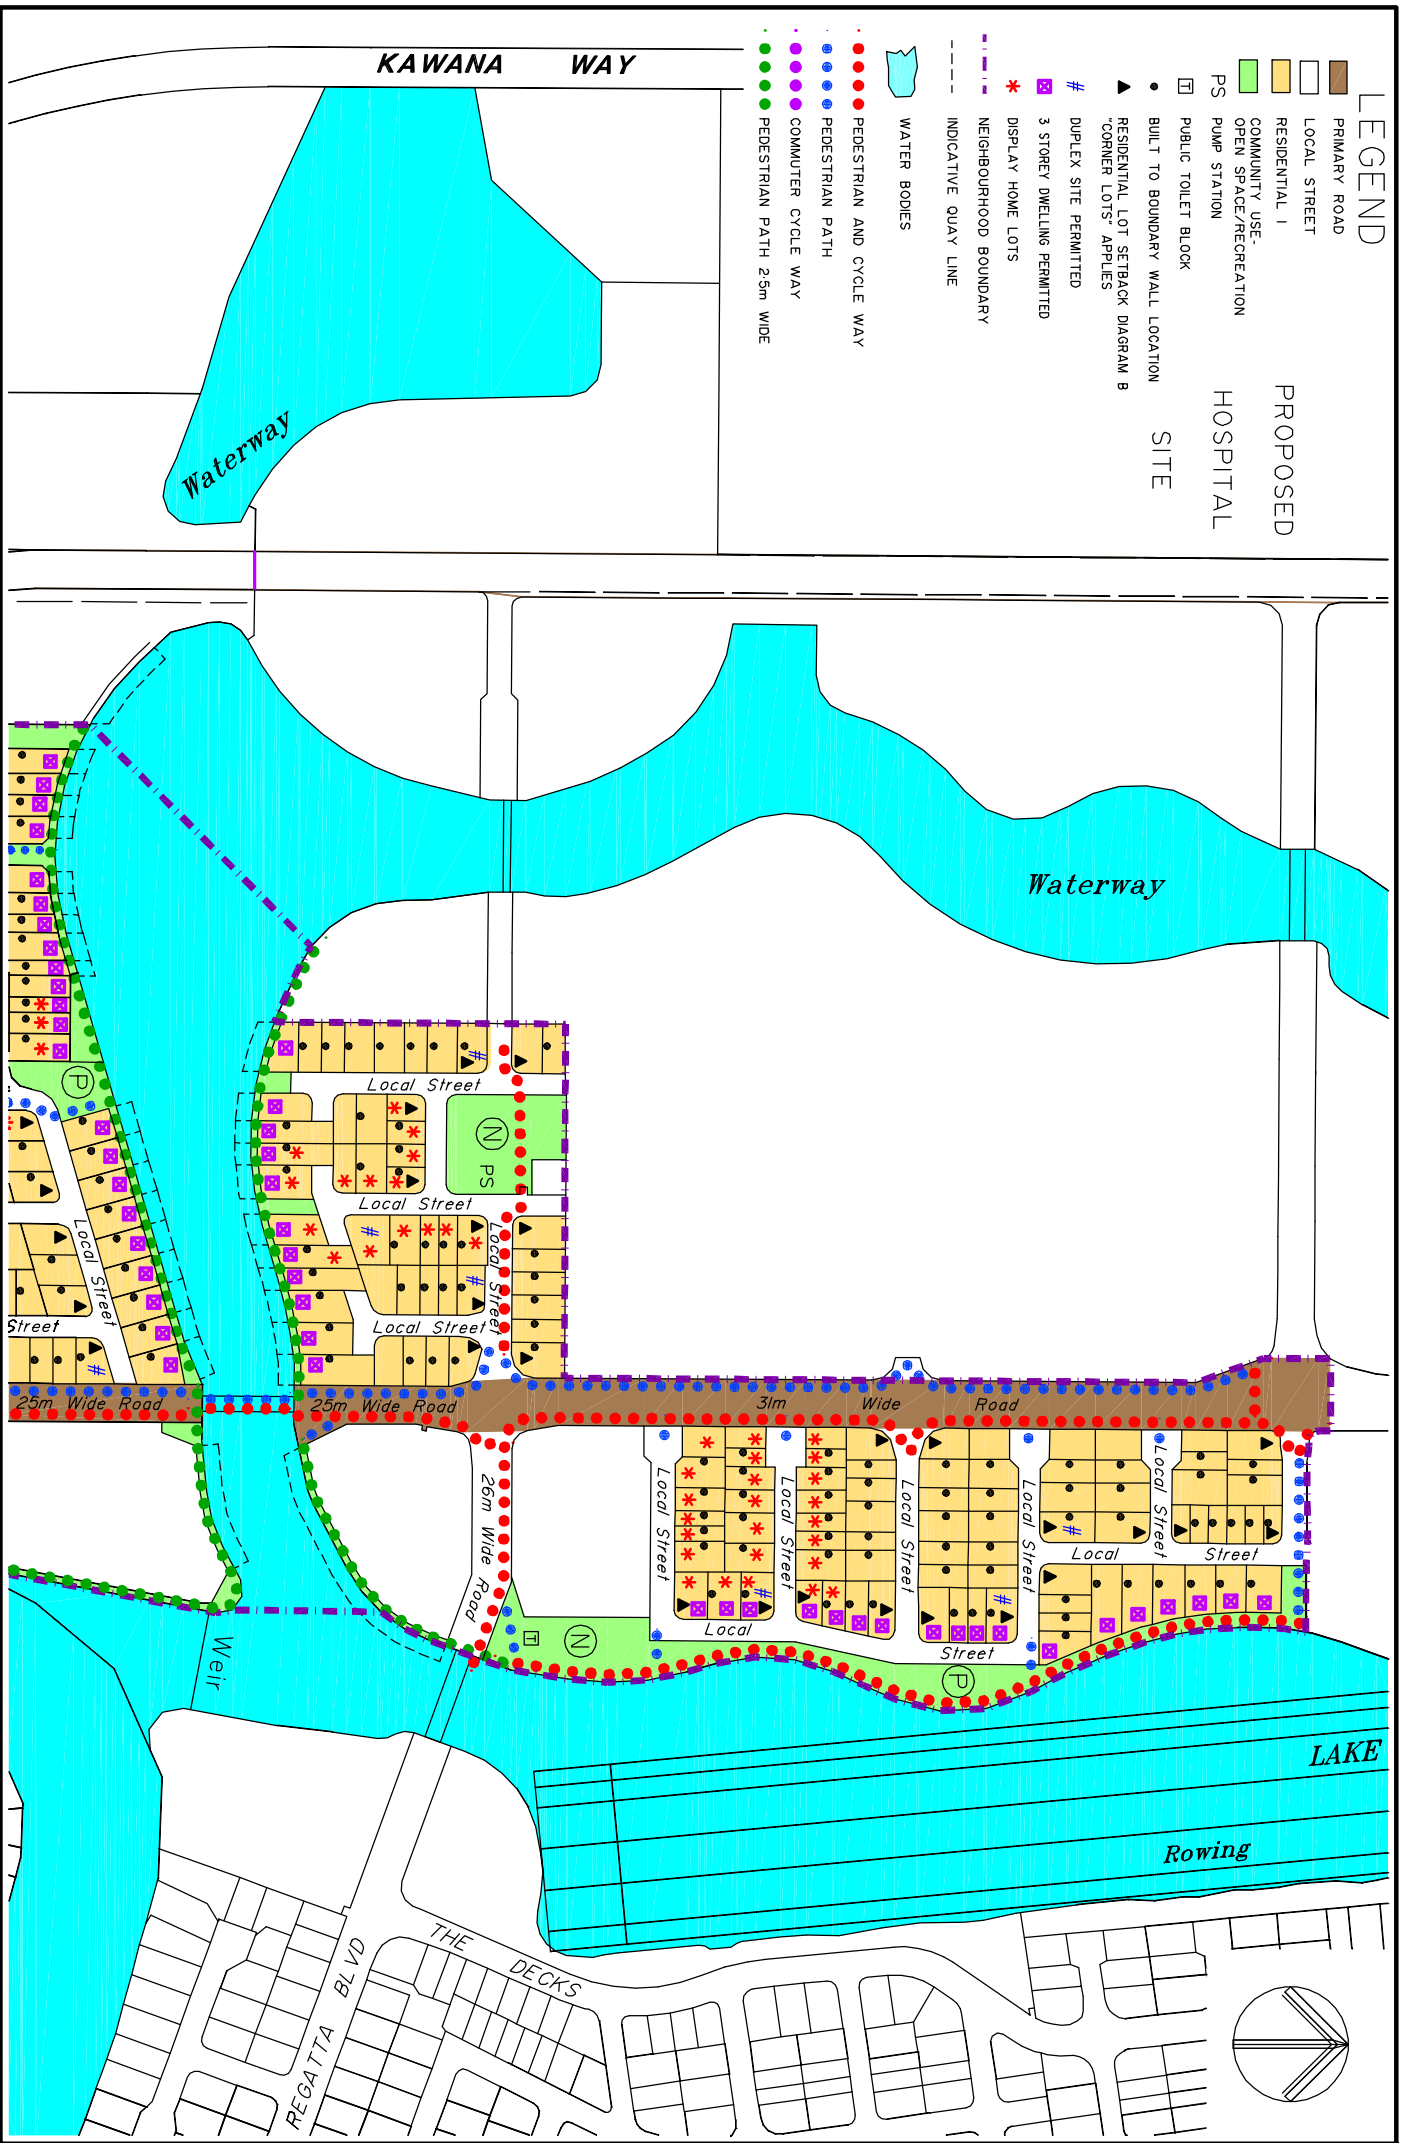 LEGEND
PRIMARY ROAD
LOCAL STREET
RESIDENTIAL I
COMMUNITY USE-
OPEN SPACE/RECREATION
PS PUMP STATION
T PUBLIC TOILET BLOCK
BUILT TO BOUNDARY WALL LOCATION
RESIDENTIAL LOT SETBACK DIAGRAM B
"CORNER LOTS" APPLIES
# DUPLEX SITE PERMITTED
3 STOREY DWELLING PERMITTED
* DISPLAY HOME LOTS
NEIGHBOURHOOD BOUNDARY
INDICATIVE QUAY LINE
WATER BODIES
PEDESTRIAN AND CYCLE WAY
PEDESTRIAN PATH
COMMUTER CYCLE WAY
PEDESTRIAN PATH 2·5m WIDE
PROPOSED
HOSPITAL
SITE
KAWANA WAY
Waterway
Waterway
Local Street
N
PS
Local Street
Local Street
Local Street
P
Local Street
Street
25m Wide Road
25m Wide Road
31m Wide Road
26m Wide Road
Local Street
Local Street
Local Street
Local Street
Local Street
Local Street
Local Street
T
N
P
Weir
LAKE
Rowing
THE DECKS
REGATTA BLVD